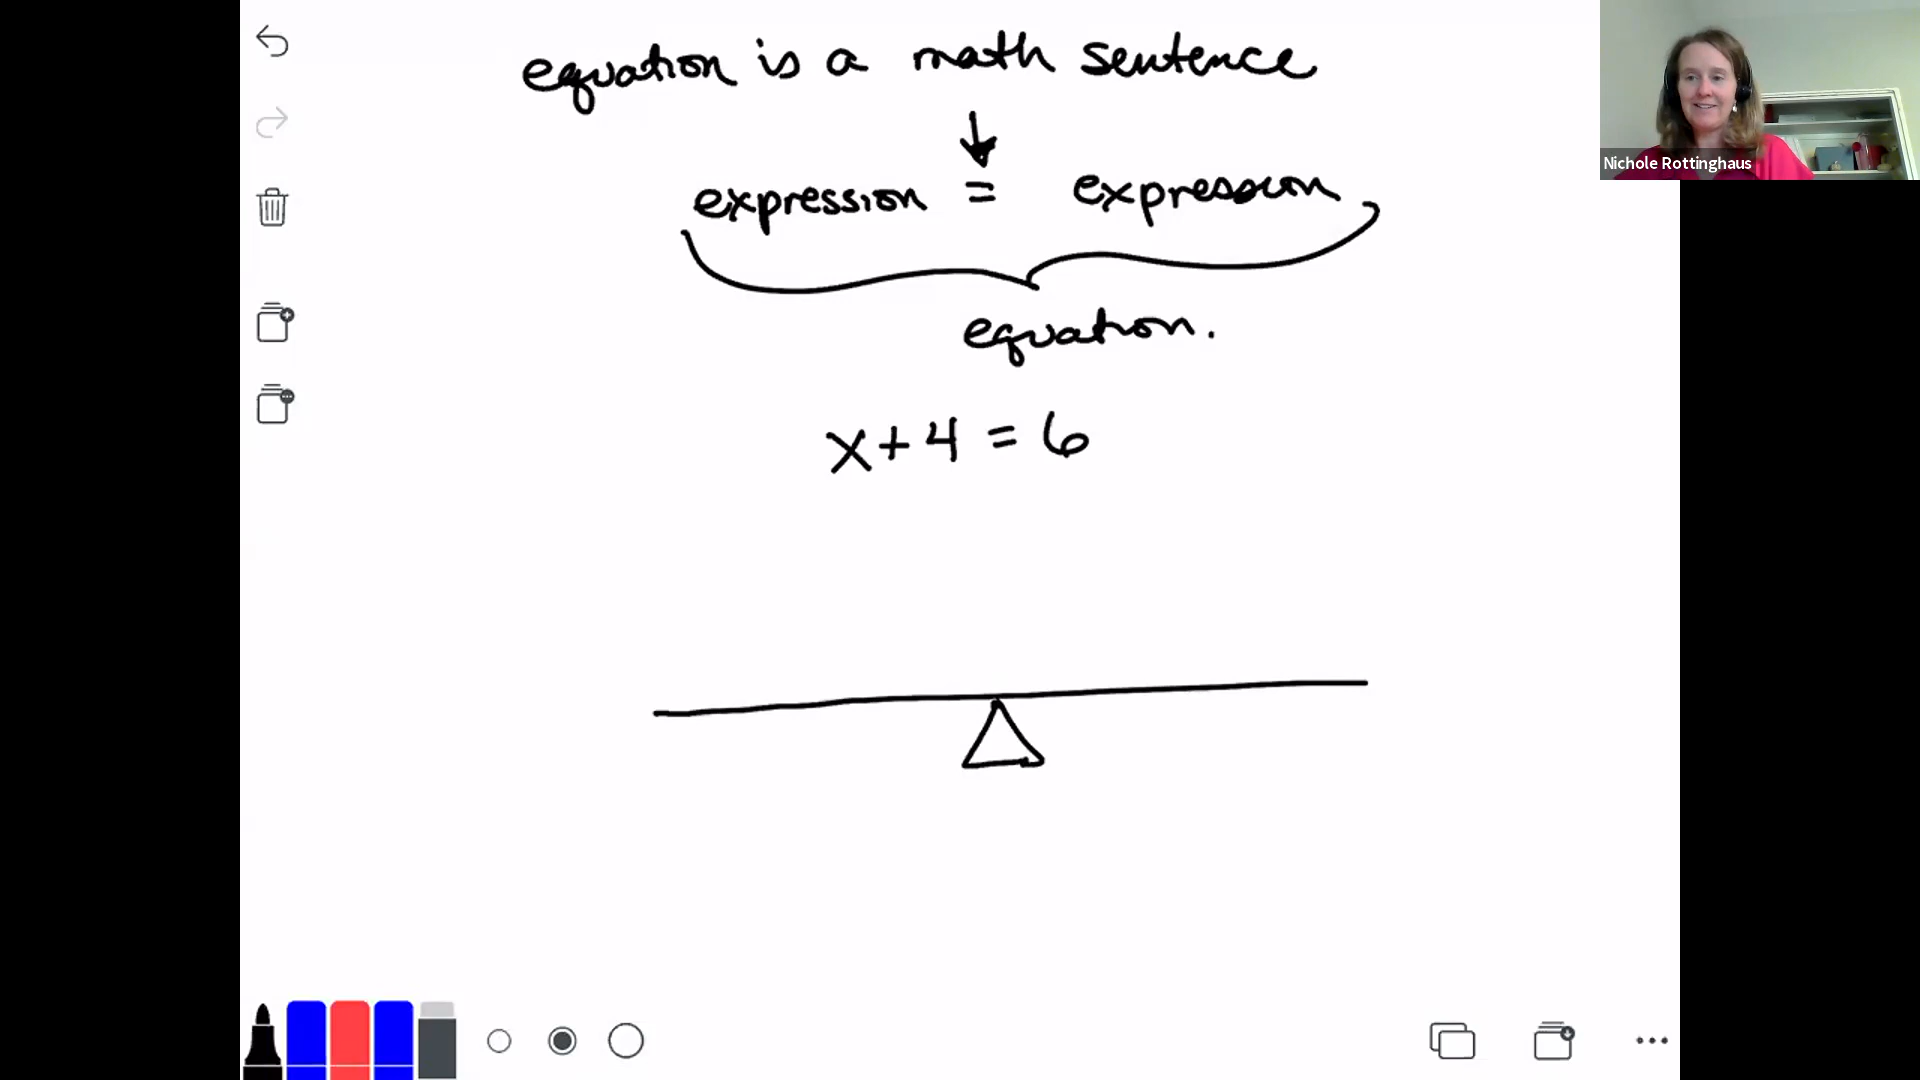 equation is a math sentence
expression = expression
equation.
x+4 = 6
Nichole Rottinghaus